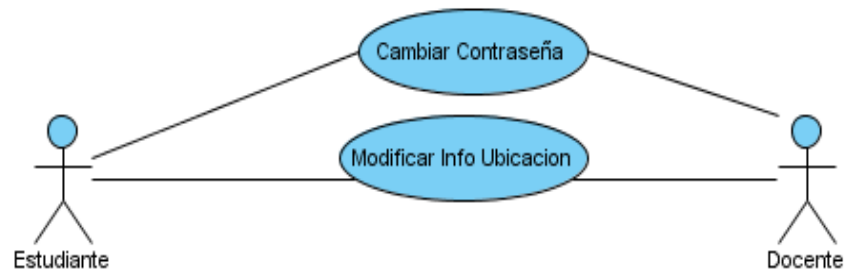 Cambiar Contraseña
Modificar Info Ubicacion
Estudiante
Docente